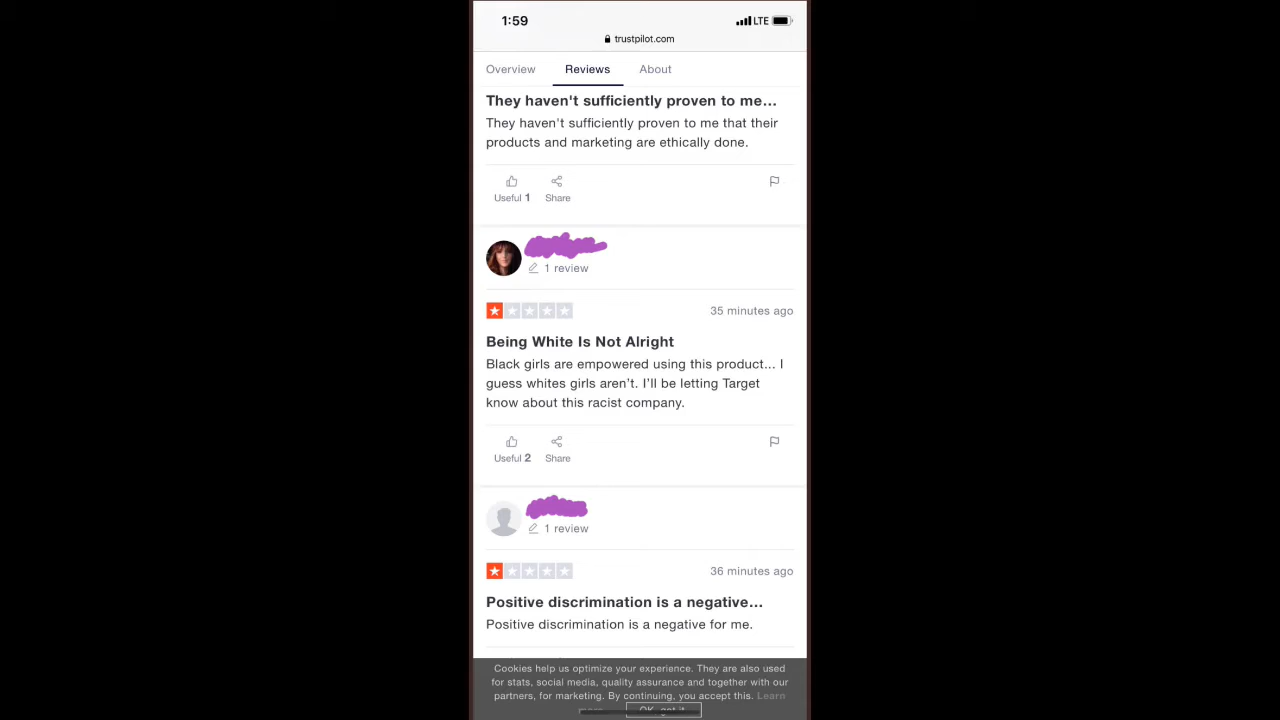 1:59
LTE
trustpilot.com
Overview Reviews About
They haven't sufficiently proven to me...
They haven't sufficiently proven to me that their
products and marketing are ethically done.
Useful 1 Share
1 review
35 minutes ago
Being White Is Not Alright
Black girls are empowered using this product... I
guess whites girls aren't. I'll be letting Target
know about this racist company.
Useful 2 Share
1 review
36 minutes ago
Positive discrimination is a negative...
Positive discrimination is a negative for me.
Cookies help us optimize your experience. They are also used
for stats, social media, quality assurance and together with our
partners, for marketing. By continuing, you accept this. Learn
more OK, got it